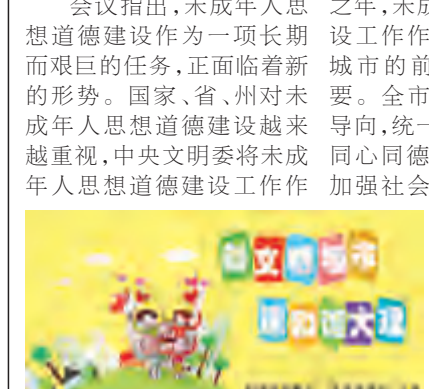 会议指出，未成年人思
想道德建设作为一项长期
而艰巨的任务，正面临着新
的形势。国家、省、州对未
成年人思想道德建设越来
越重视，中央文明委将未成
年人思想道德建设工作作
之年，未成
设工作作
城市的前
要。全市
导向，统一
同心同德
加强社会